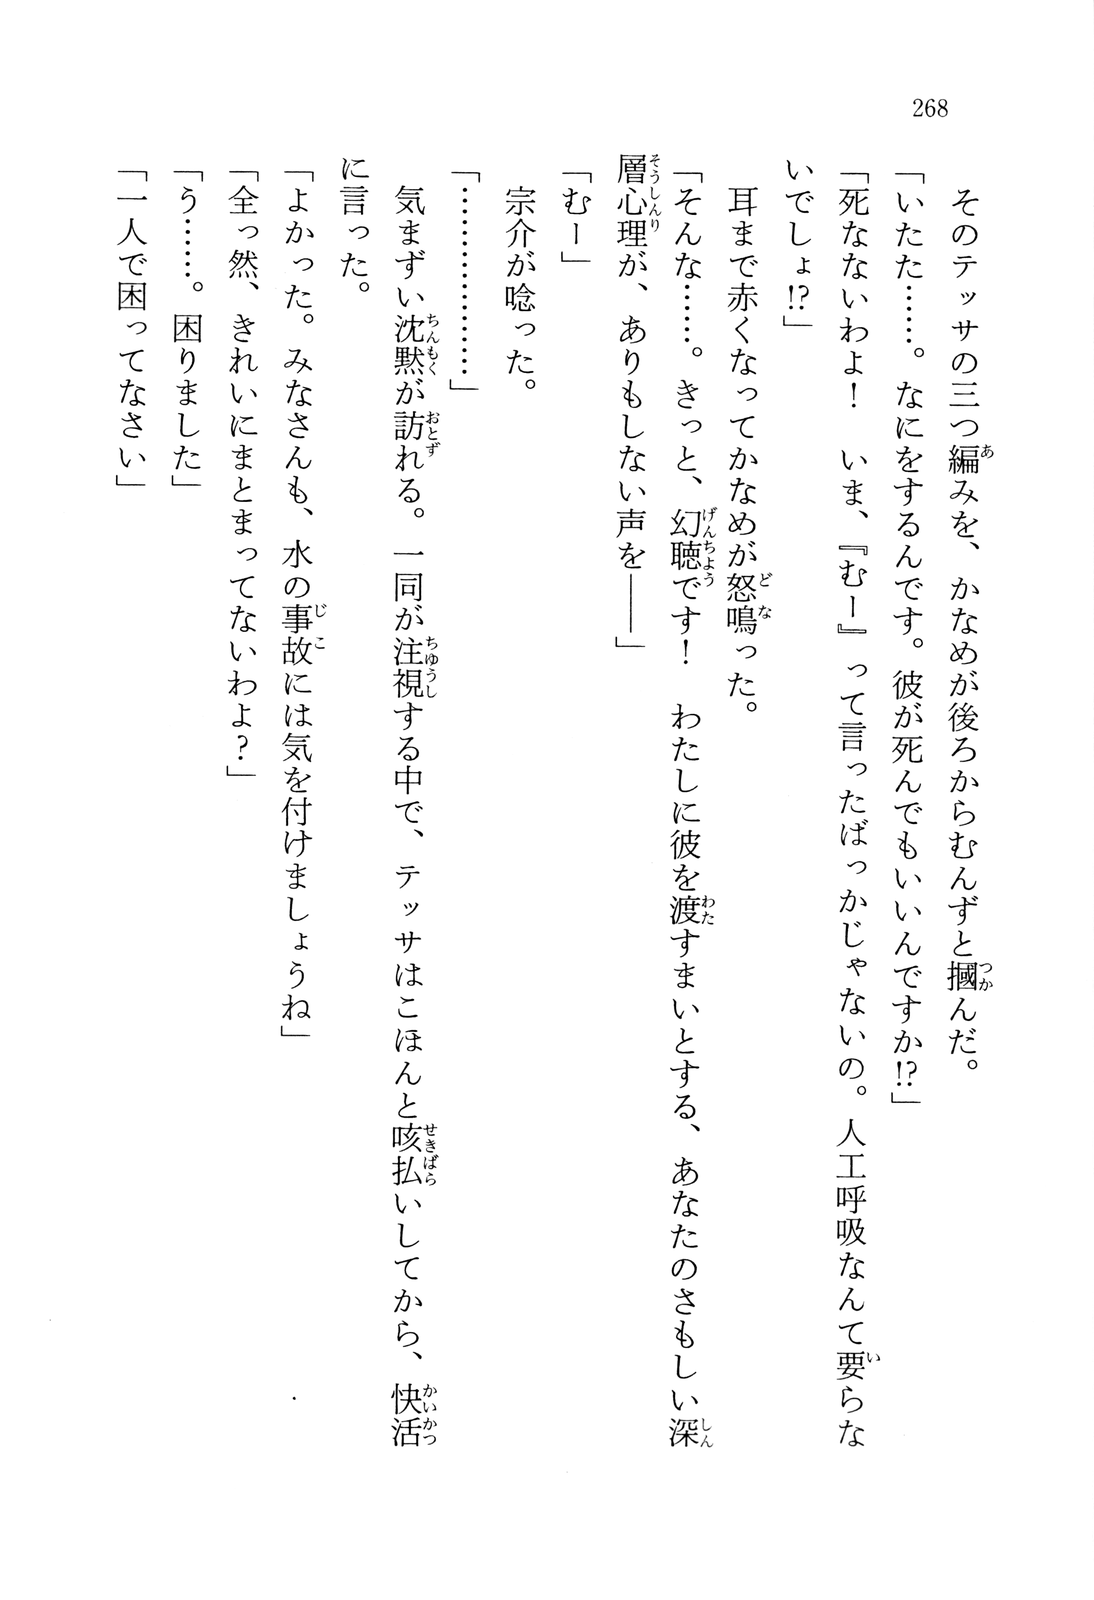 268
　そのテッサの三つ編みを、かなめが後ろからむんずと摑んだ。
「いたた……。なにをするんです。彼が死んでもいいんですか!?」
「死なないわよ！　いま、『むー』って言ったばっかじゃないの。人工呼吸なんて要らな
いでしょ!?」
　耳まで赤くなってかなめが怒鳴った。
「そんな……。きっと、幻聴です！　わたしに彼を渡すまいとする、あなたのさもしい深
層心理が、ありもしない声を――」
「むー」
　宗介が唸った。
「………………」
　気まずい沈黙が訪れる。一同が注視する中で、テッサはこほんと咳払いしてから、快活
に言った。
「よかった。みなさんも、水の事故には気を付けましょうね」
「全っ然、きれいにまとまってないわよ？」
「う……。困りました」
「一人で困ってなさい」